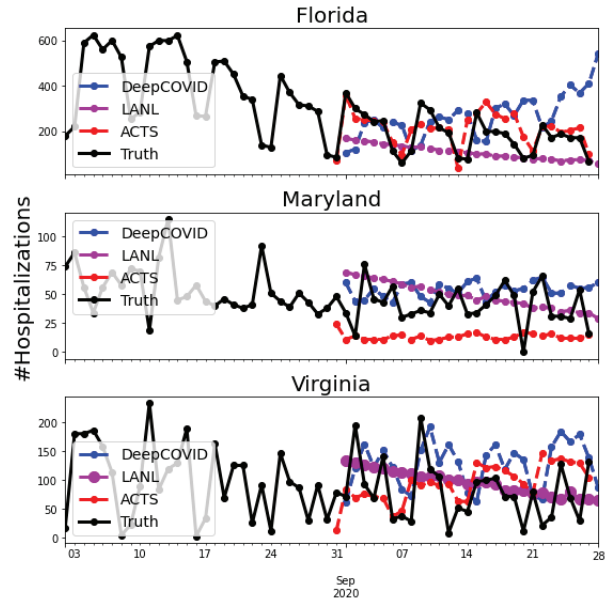 Florida
600
400
200
DeepCOVID
LANL
ACTS
Truth
#Hospitalizations
Maryland
100
75
50
25
0
DeepCOVID
LANL
ACTS
Truth
Virginia
200
150
100
50
0
DeepCOVID
LANL
ACTS
Truth
03 10 17 24 31 07 14 21 28
Sep
2020